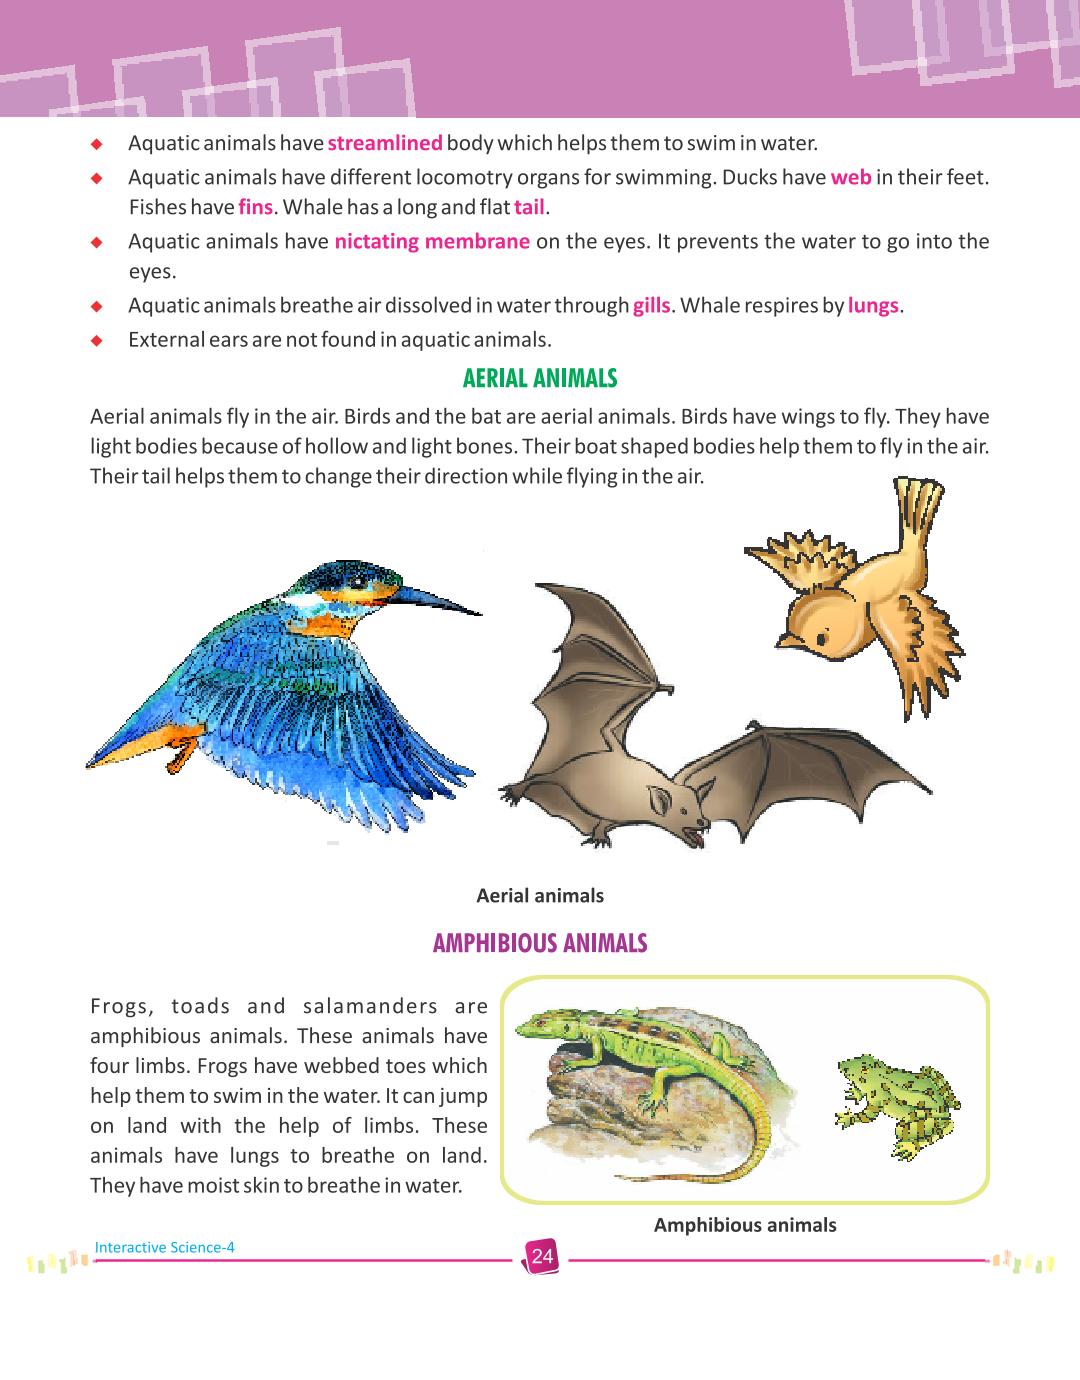 ◆ Aquatic animals have streamlined body which helps them to swim in water.
◆ Aquatic animals have different locomotry organs for swimming. Ducks have web in their feet.
Fishes have fins. Whale has a long and flat tail.
◆ Aquatic animals have nictating membrane on the eyes. It prevents the water to go into the
eyes.
◆ Aquatic animals breathe air dissolved in water through gills. Whale respires by lungs.
◆ External ears are not found in aquatic animals.
AERIAL ANIMALS
Aerial animals fly in the air. Birds and the bat are aerial animals. Birds have wings to fly. They have
light bodies because of hollow and light bones. Their boat shaped bodies help them to fly in the air.
Their tail helps them to change their direction while flying in the air.
Aerial animals
AMPHIBIOUS ANIMALS
Frogs, toads and salamanders are
amphibious animals. These animals have
four limbs. Frogs have webbed toes which
help them to swim in the water. It can jump
on land with the help of limbs. These
animals have lungs to breathe on land.
They have moist skin to breathe in water.
Amphibious animals
Interactive Science-4
24